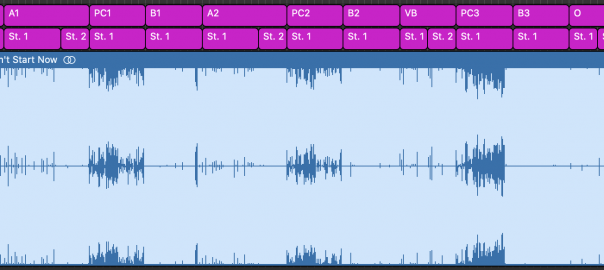 A1 PC1 B1 A2 PC2 B2 VB PC3 B3 O
St. 1 St. 2 St. 1 St. 1 St. 1 St. 2 St. 1 St. 1 St. 1 St. 2 St. 1 St. 1 St. 1
n't Start Now